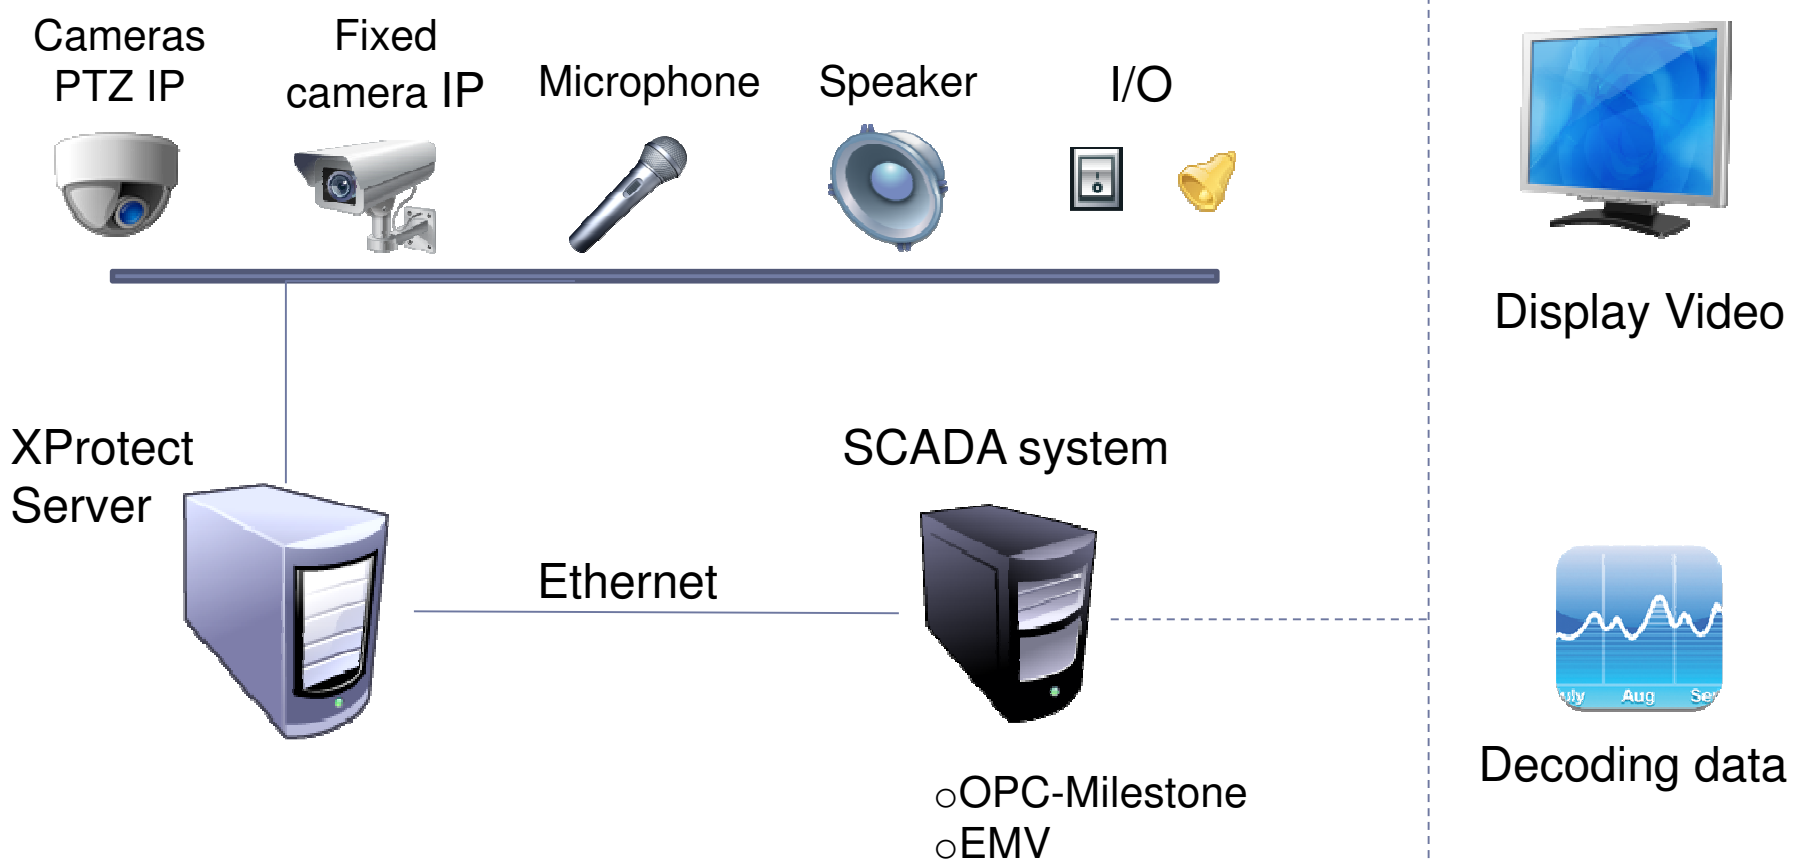 Cameras
PTZ IP
Fixed
camera IP
Microphone
Speaker
I/O
Display Video
XProtect
Server
SCADA system
Ethernet
Aug
Decoding data
○OPC-Milestone
○EMV